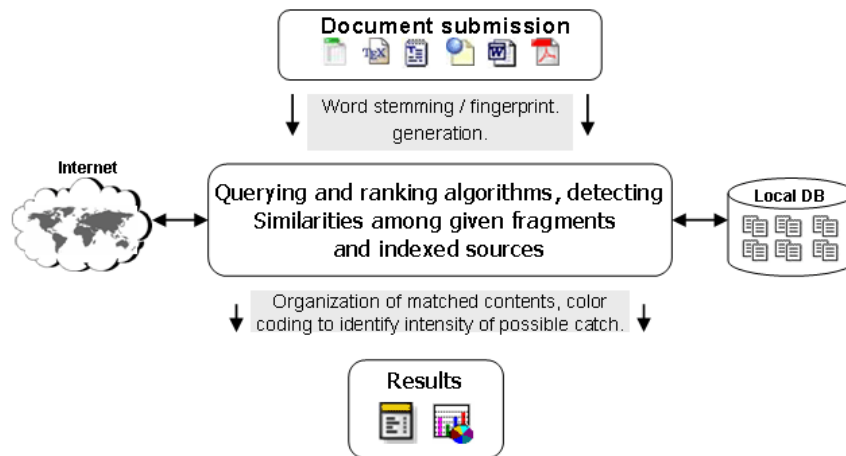 Document submission
TEX
W
Word stemming / fingerprint.
generation.
Internet
Querying and ranking algorithms, detecting
Similarities among given fragments
and indexed sources
Local DB
Organization of matched contents, color
coding to identify intensity of possible catch.
Results